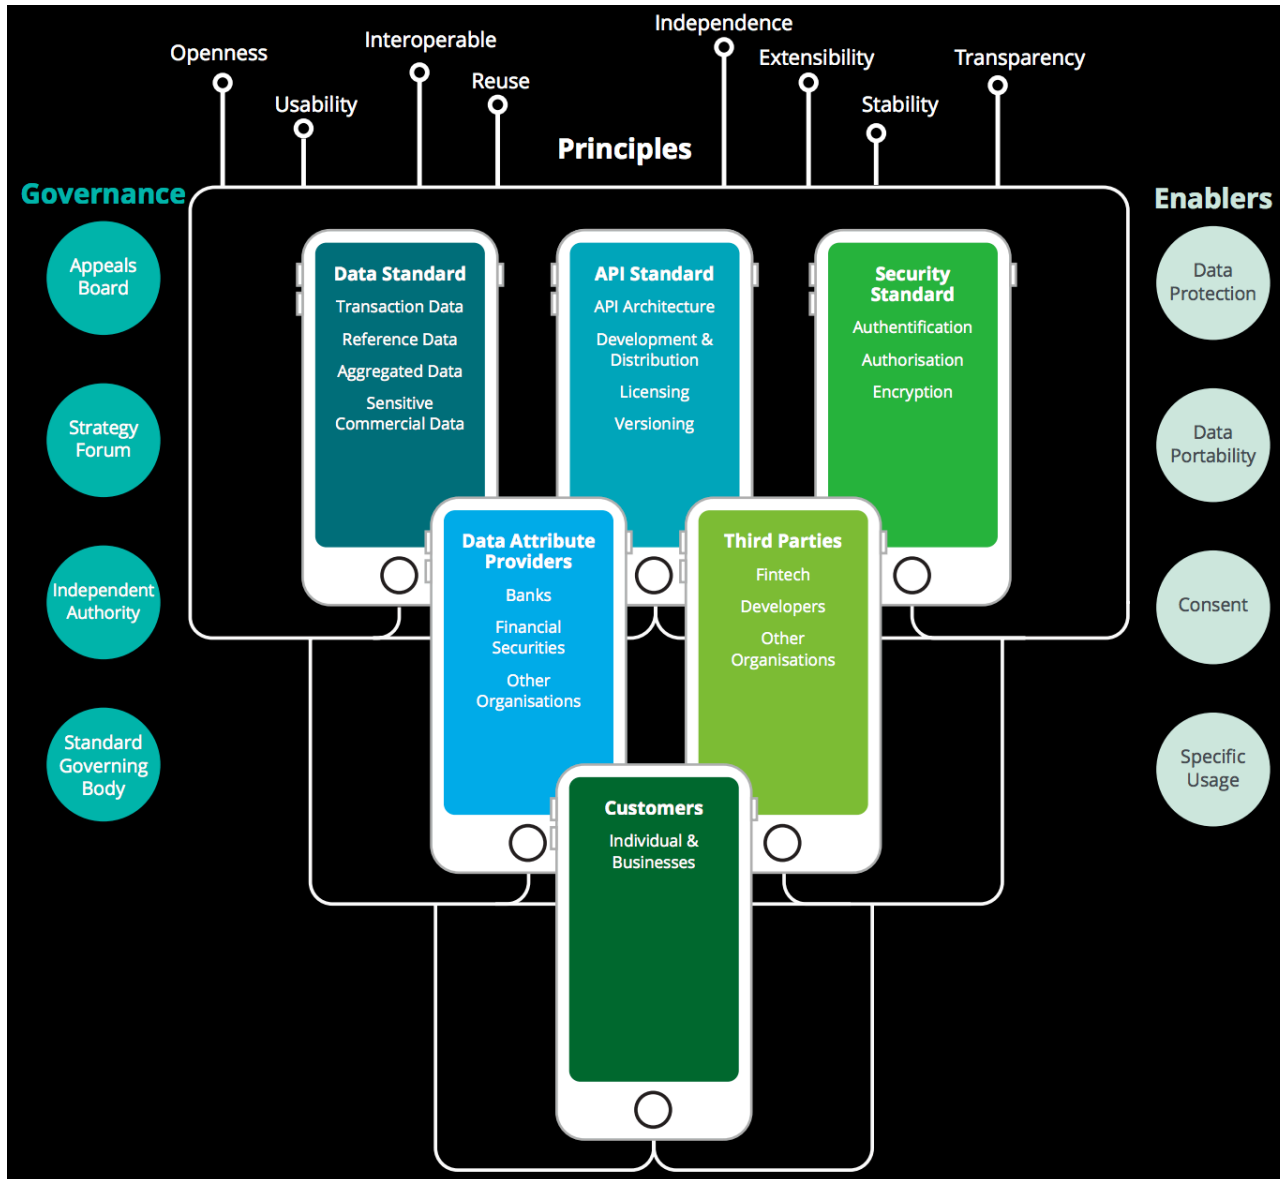 Openness
Usability
Interoperable
Reuse
Independence
Extensibility
Stability
Transparency
Principles
Governance
Appeals
Board
Strategy
Forum
Independent
Authority
Standard
Governing
Body
Data Standard
Transaction Data
Reference Data
Aggregated Data
Sensitive
Commercial Data
API Standard
API Architecture
Development &
Distribution
Licensing
Versioning
Security
Standard
Authentification
Authorisation
Encryption
Data Attribute
Providers
Banks
Financial
Securities
Other
Organisations
Third Parties
Fintech
Developers
Other
Organisations
Customers
Individual &
Businesses
Enablers
Data
Protection
Data
Portability
Consent
Specific
Usage